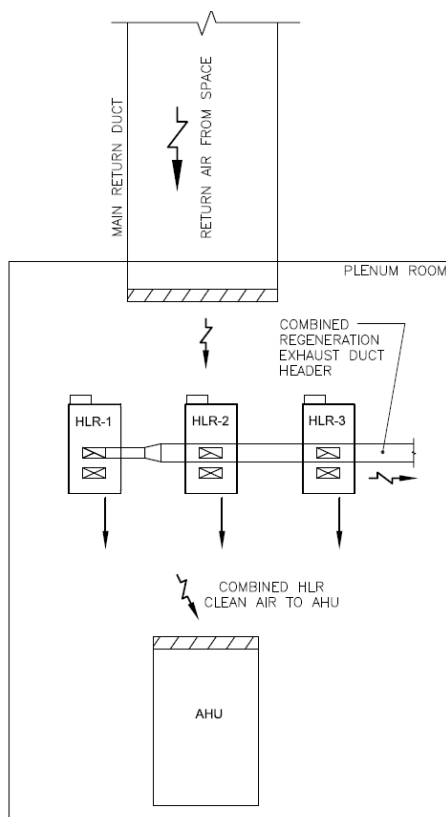 MAIN RETURN DUCT
RETURN AIR FROM SPACE
PLENUM ROOM
COMBINED
REGENERATION
EXHAUST DUCT
HEADER
HLR-1
HLR-2
HLR-3
COMBINED HLR
CLEAN AIR TO AHU
AHU